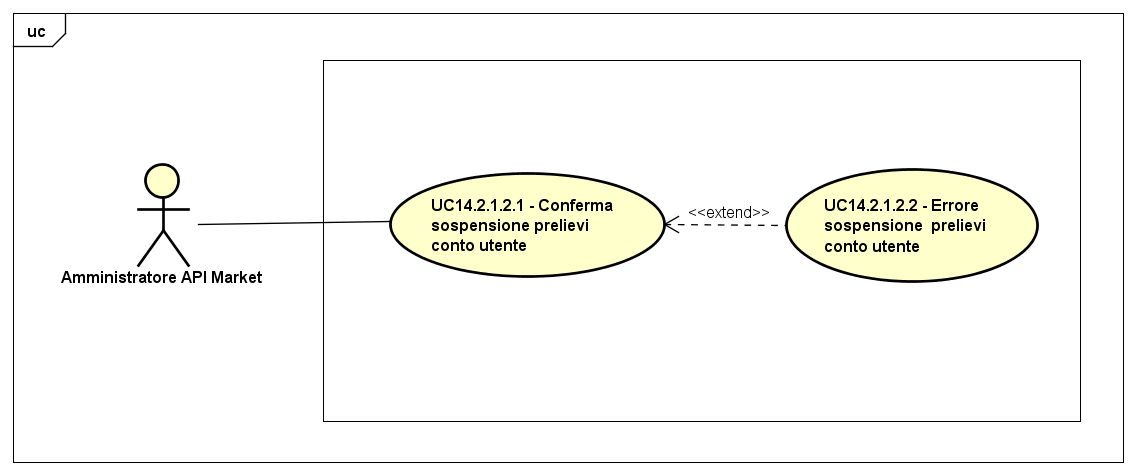 uc
Amministratore API Market
UC14.2.1.2.1 - Conferma
sospensione prelievi
conto utente
<<extend>>
UC14.2.1.2.2 - Errore
sospensione  prelievi
conto utente